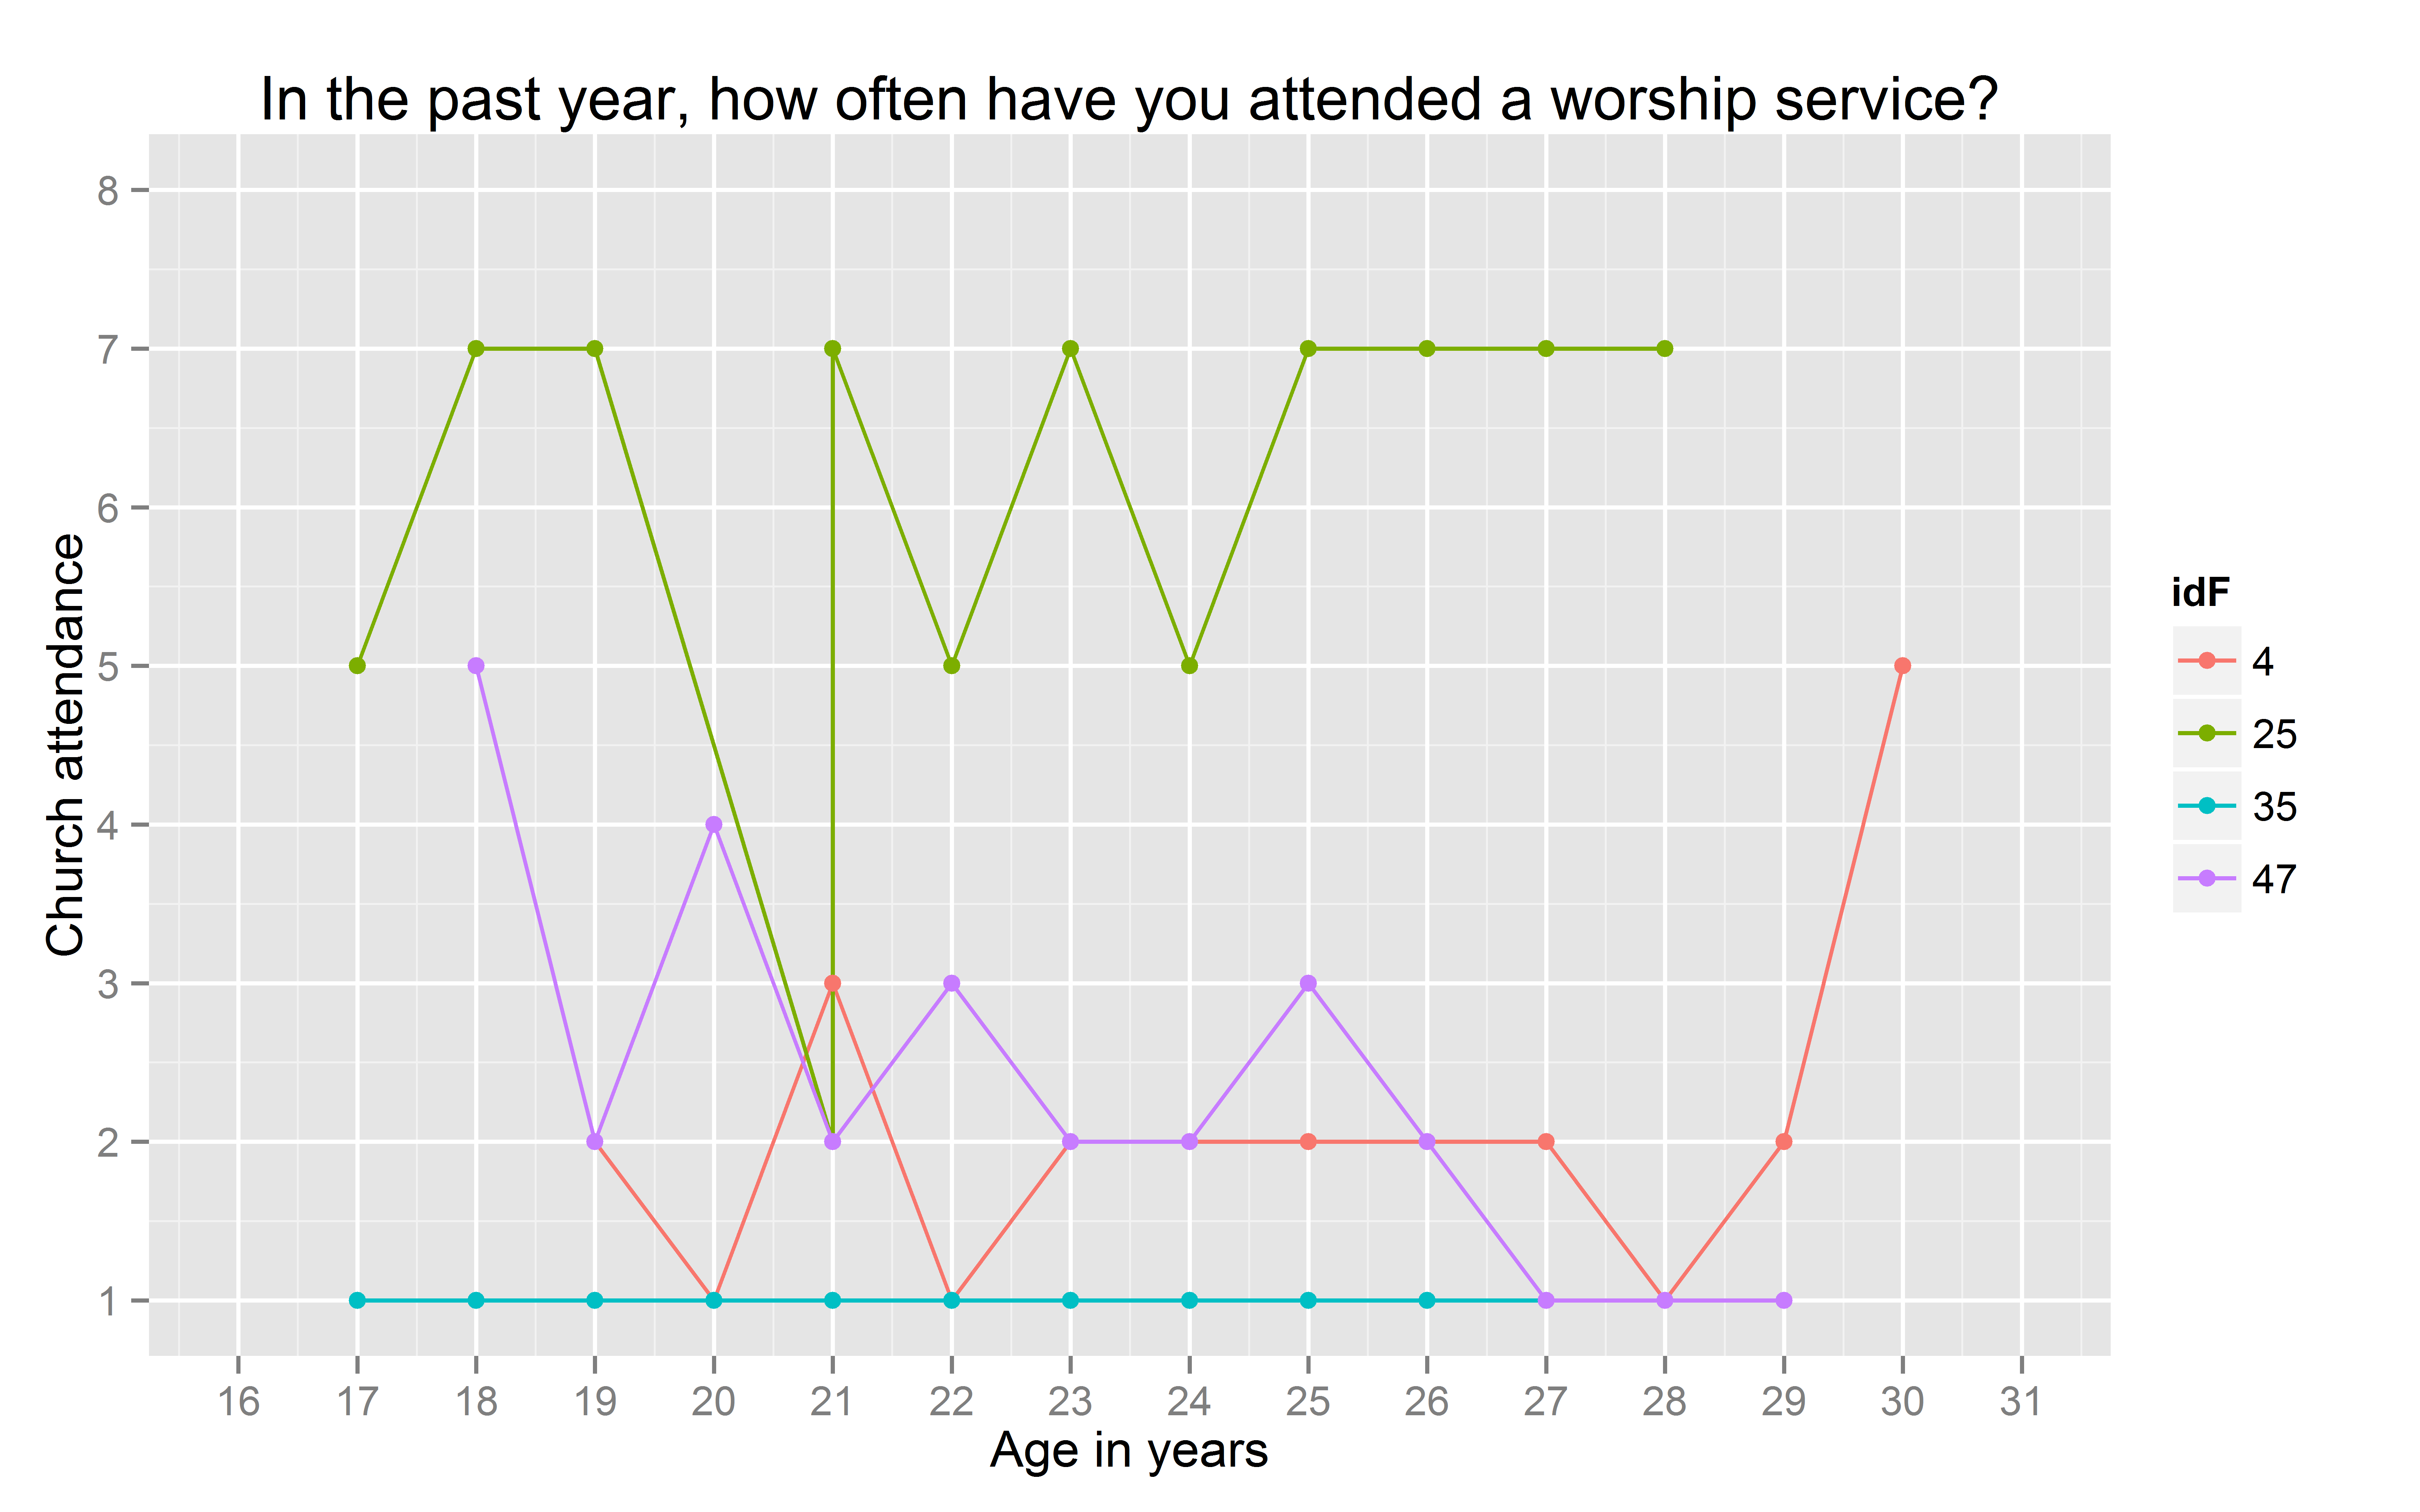 In the past year, how often have you attended a worship service?
Church attendance
8
7
6
5
4
3
2
1
16 17 18 19 20 21 22 23 24 25 26 27 28 29 30 31
Age in years
idF
4
25
35
47